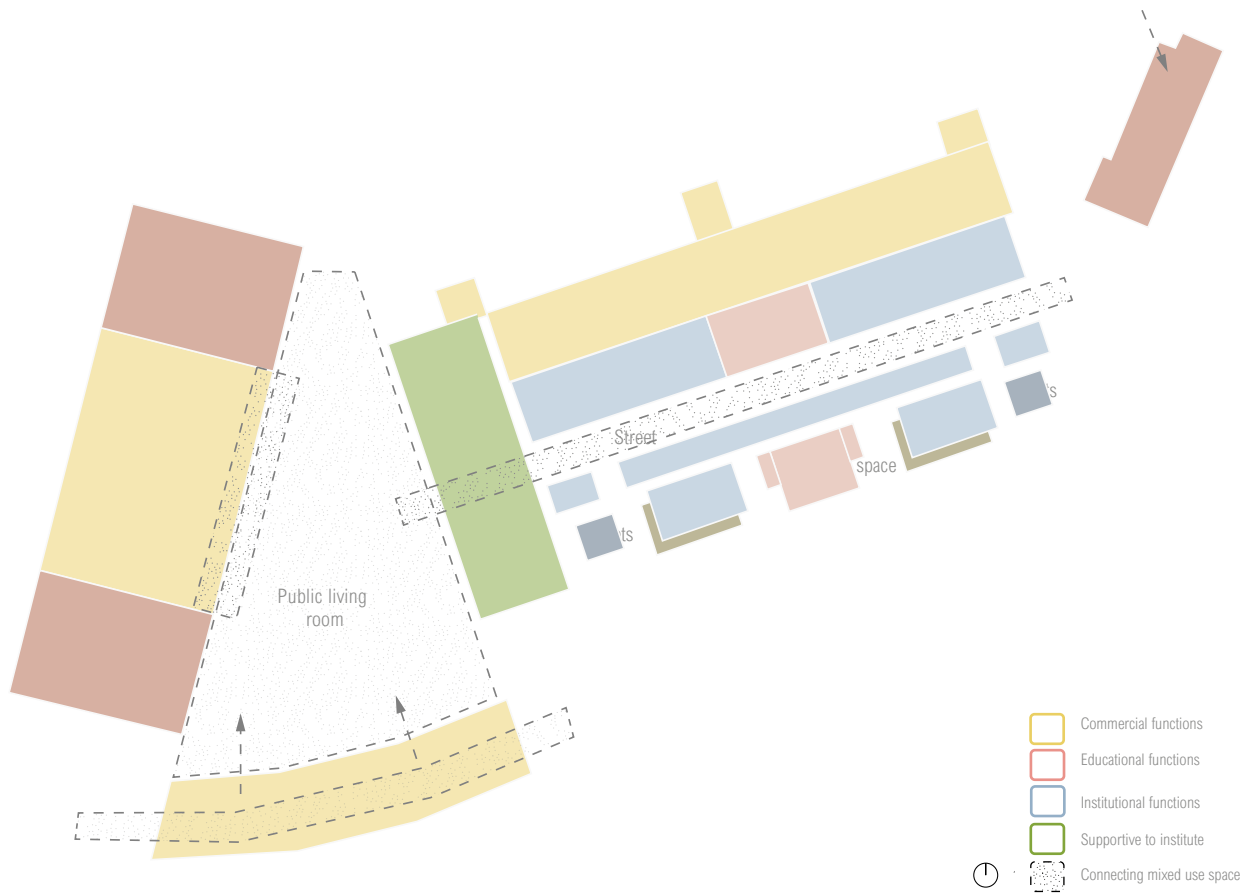 's
Street
space
ts
Public living
room
Commercial functions
Educational functions
Institutional functions
Supportive to institute
Connecting mixed use space